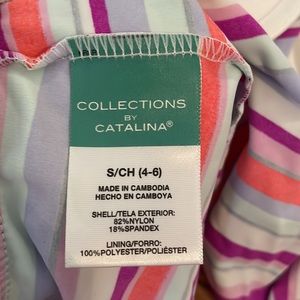 COLLECTIONS
BY
CATALINA®
S/CH (4-6)
MADE IN CAMBODIA
HECHO EN CAMBOYA
SHELL/TELA EXTERIOR:
82%NYLON
18%SPANDEX
LINING/FORRO:
100%POLYESTER/POLIÉSTER